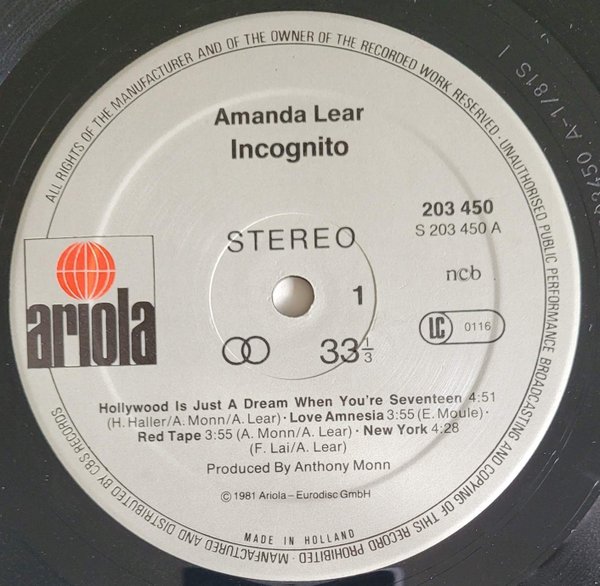 ALL RIGHTS OF THE MANUFACTURER AND OF THE OWNER OF THE RECORDED WORK RESERVED · UNAUTHORISED PUBLIC PERFORMANCE BROADCASTING AND COPYING OF THIS RECORD PROHIBITED · MANFACTURED AND DISTRIBUTED BY CBS RECORDS
Amanda Lear
Incognito
203 450
S 203 450 A
STEREO
ncb
ariola
1
LC 0116
33 1/3
Hollywood Is Just A Dream When You're Seventeen 4:51
(H. Haller/A. Monn/A. Lear) · Love Amnesia 3:55 (E. Moule) ·
Red Tape 3:55 (A. Monn/A. Lear) · New York 4:28
(F. Lai/A. Lear)
Produced By Anthony Monn
© 1981 Ariola – Eurodisc GmbH
MADE IN HOLLAND
3450 A-1/81S